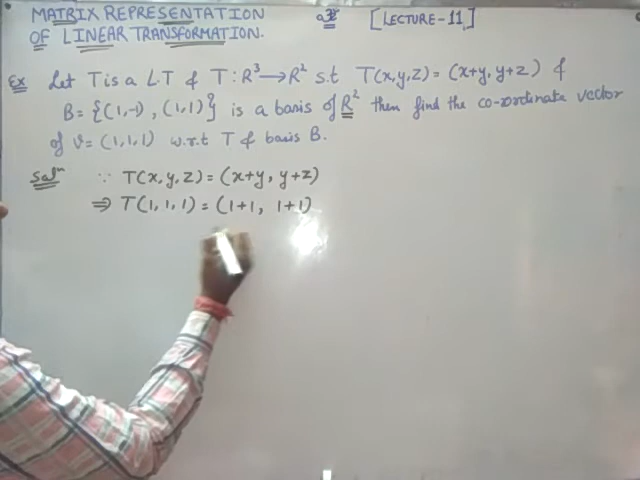 MATRIX REPRESENTATION
OF LINEAR TRANSFORMATION.
[LECTURE-11]
Ex Let T is a LT & T: R³→R² s.t T(x,y,z) = (x+y, y+z) &
B = {(1,-1), (1,1)} is a basis of R² then find the co-ordinate vector
of v = (1,1,1) w.r.t T & basis B.
Solⁿ ∵ T(x,y,z) = (x+y, y+z)
⇒ T(1,1,1) = (1+1, 1+1)